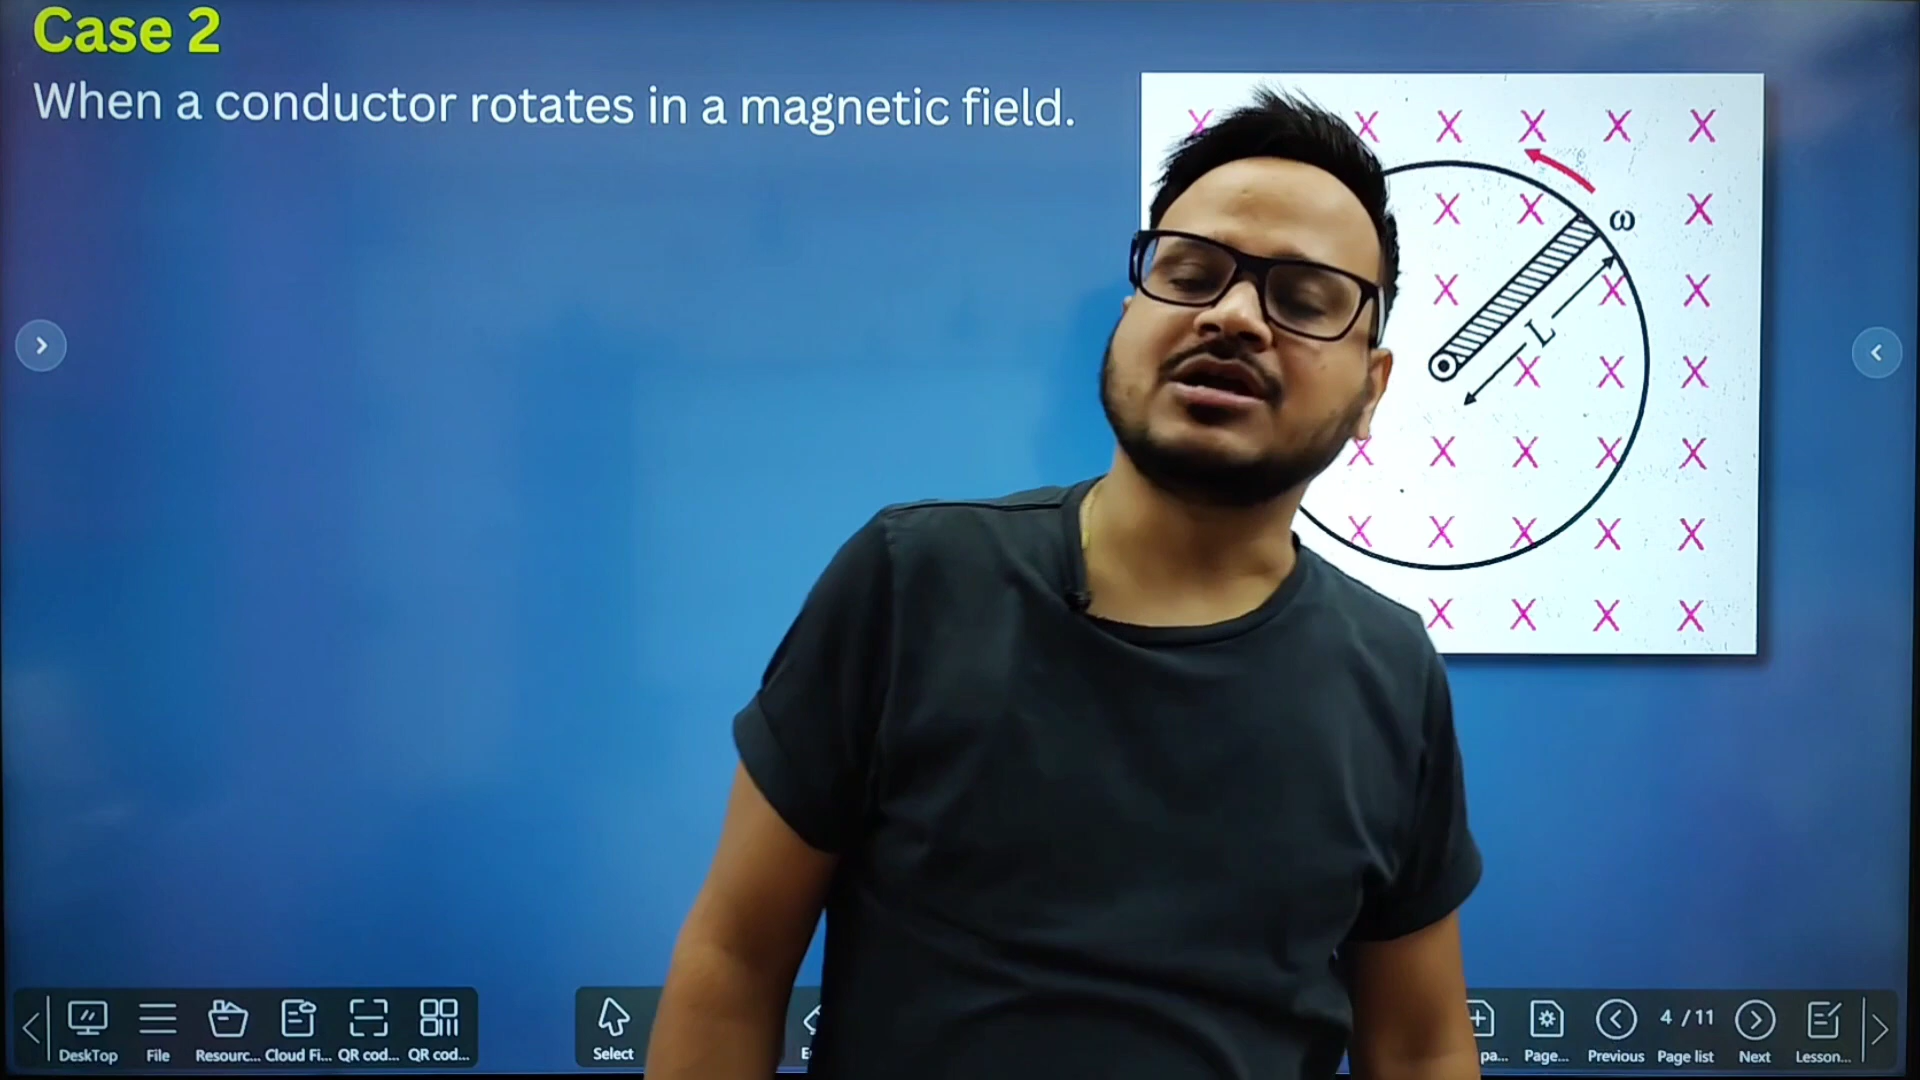 Case 2
When a conductor rotates in a magnetic field.
X X X X X
X X ω X
X X X
L
X X X
X X X X X
X X X X X
X X X X
DeskTop File Resourc... Cloud Fi... QR cod... QR cod...
Select
pa... Page... Previous 4 / 11 Page list Next Lesson...